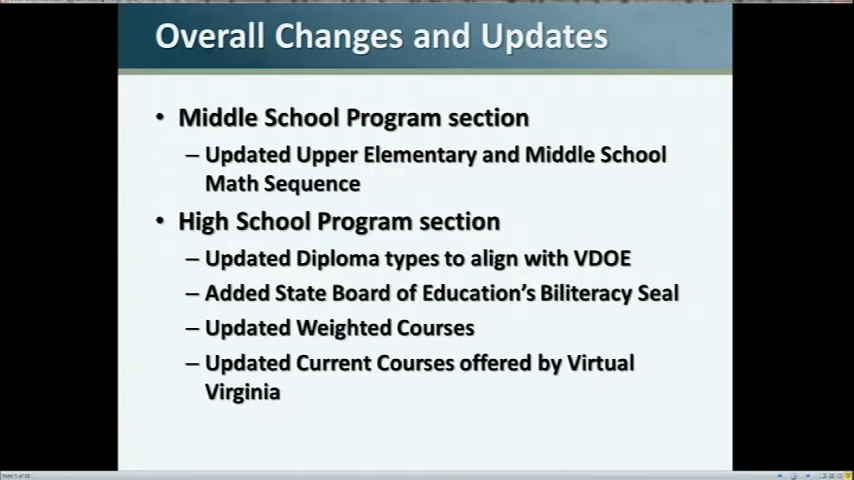 Overall Changes and Updates
• Middle School Program section
– Updated Upper Elementary and Middle School
Math Sequence
• High School Program section
– Updated Diploma types to align with VDOE
– Added State Board of Education's Biliteracy Seal
– Updated Weighted Courses
– Updated Current Courses offered by Virtual
Virginia